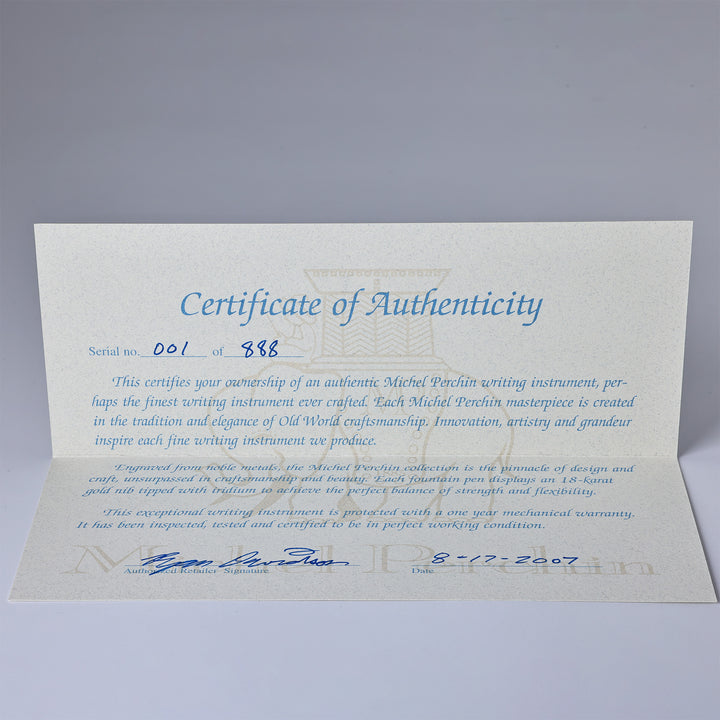 Certificate of Authenticity
Serial no. 001 of 888
This certifies your ownership of an authentic Michel Perchin writing instrument, per-
haps the finest writing instrument ever crafted. Each Michel Perchin masterpiece is created
in the tradition and elegance of Old World craftsmanship. Innovation, artistry and grandeur
inspire each fine writing instrument we produce.
Engraved from noble metals, the Michel Perchin collection is the pinnacle of design and
craft, unsurpassed in craftsmanship and beauty. Each fountain pen displays an 18-karat
gold nib tipped with iridium to achieve the perfect balance of strength and flexibility.
This exceptional writing instrument is protected with a one year mechanical warranty.
It has been inspected, tested and certified to be in perfect working condition.
Michel Perchin
8-17-2007
Authorized Retailer Signature Date